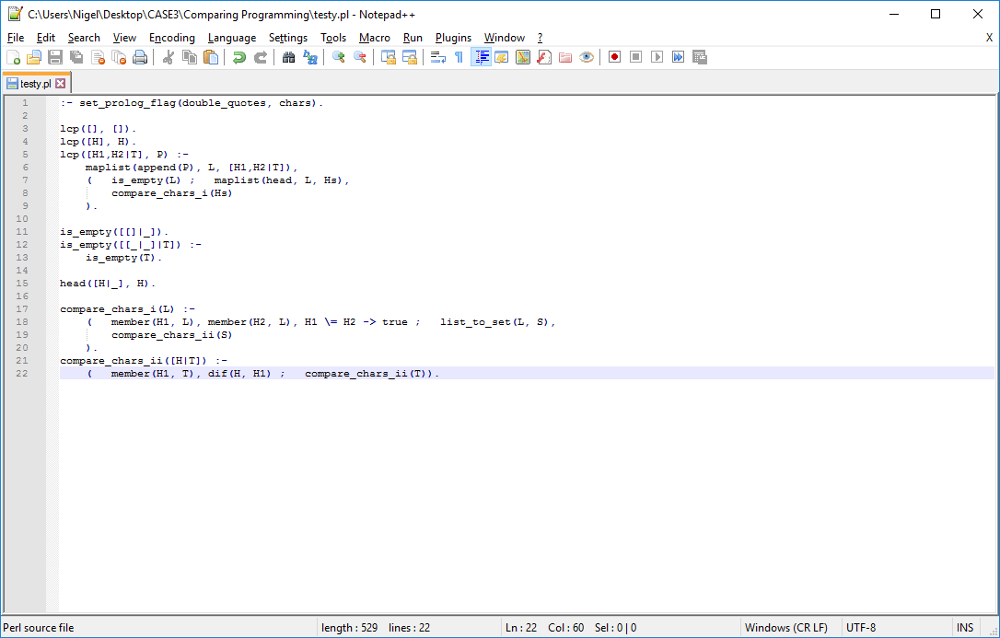 C:\Users\Nigel\Desktop\CASE3\Comparing Programming\testy.pl - Notepad++
File Edit Search View Encoding Language Settings Tools Macro Run Plugins Window ? X
testy.pl
1 :- set_prolog_flag(double_quotes, chars).
2
3 lcp([], []).
4 lcp([H], H).
5 lcp([H1,H2|T], P) :-
6 maplist(append(P), L, [H1,H2|T]),
7 (   is_empty(L) ;   maplist(head, L, Hs),
8 compare_chars_i(Hs)
9 ).
10
11 is_empty([[]|_]).
12 is_empty([[_|_]|T]) :-
13 is_empty(T).
14
15 head([H|_], H).
16
17 compare_chars_i(L) :-
18 (   member(H1, L), member(H2, L), H1 \= H2 -> true ;   list_to_set(L, S),
19 compare_chars_ii(S)
20 ).
21 compare_chars_ii([H|T]) :-
22 (   member(H1, T), dif(H, H1) ;   compare_chars_ii(T)).
Perl source file length : 529 lines : 22 Ln : 22 Col : 60 Sel : 0 | 0 Windows (CR LF) UTF-8 INS